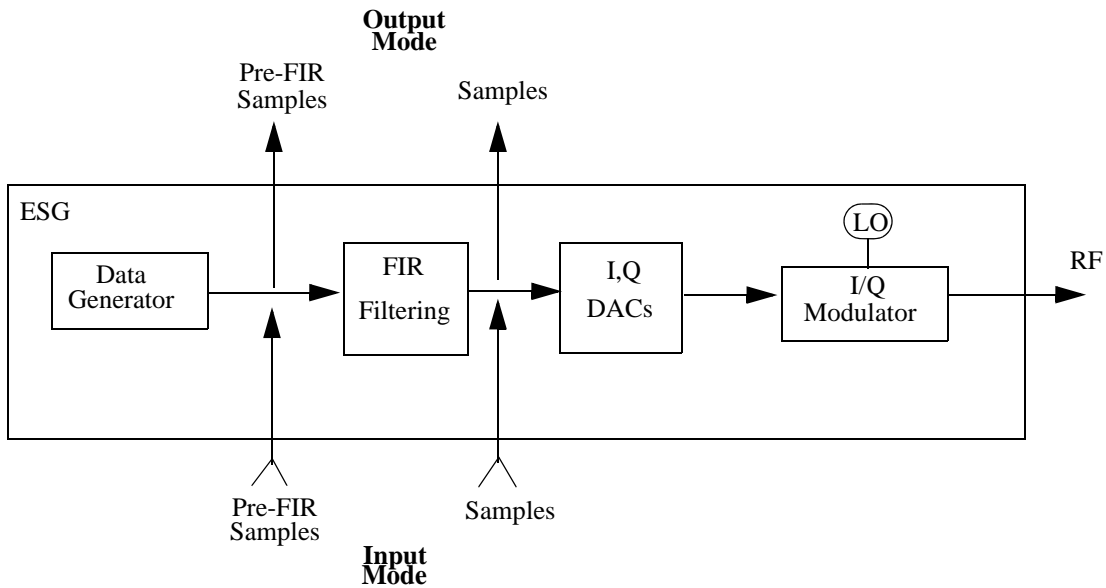 Output
Mode
Pre-FIR
Samples
Samples
ESG
Data
Generator
FIR
Filtering
I,Q
DACs
LO
I/Q
Modulator
RF
Pre-FIR
Samples
Samples
Input
Mode